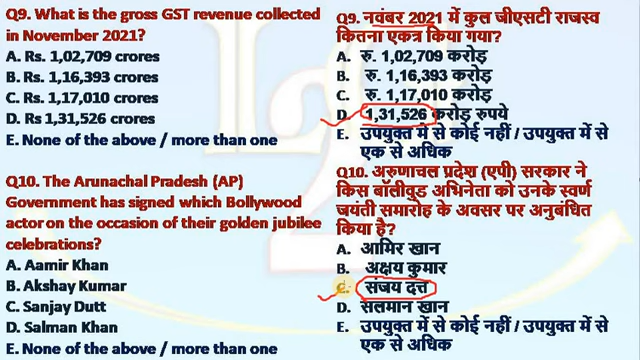 Q9. What is the gross GST revenue collected
in November 2021?
A. Rs. 1,02,709 crores
B. Rs. 1,16,393 crores
C. Rs. 1,17,010 crores
D. Rs 1,31,526 crores
E. None of the above / more than one
Q10. The Arunachal Pradesh (AP)
Government has signed which Bollywood
actor on the occasion of their golden jubilee
celebrations?
A. Aamir Khan
B. Akshay Kumar
C. Sanjay Dutt
D. Salman Khan
E. None of the above / more than one
Q9. नवंबर 2021 में कुल जीएसटी राजस्व
कितना एकत्र किया गया?
A. रु. 1,02,709 करोड़
B. रु. 1,16,393 करोड़
C. रु. 1,17,010 करोड़
D. 1,31,526 करोड़ रुपये
E. उपयुक्त में से कोई नहीं / उपयुक्त में से
एक से अधिक
Q10. अरुणाचल प्रदेश (एपी) सरकार ने
किस बॉलीवुड अभिनेता को उनके स्वर्ण
जयंती समारोह के अवसर पर अनुबंधित
किया है?
A. आमिर खान
B. अक्षय कुमार
C. संजय दत्त
D. सलमान खान
E. उपयुक्त में से कोई नहीं / उपयुक्त में से
एक से अधिक